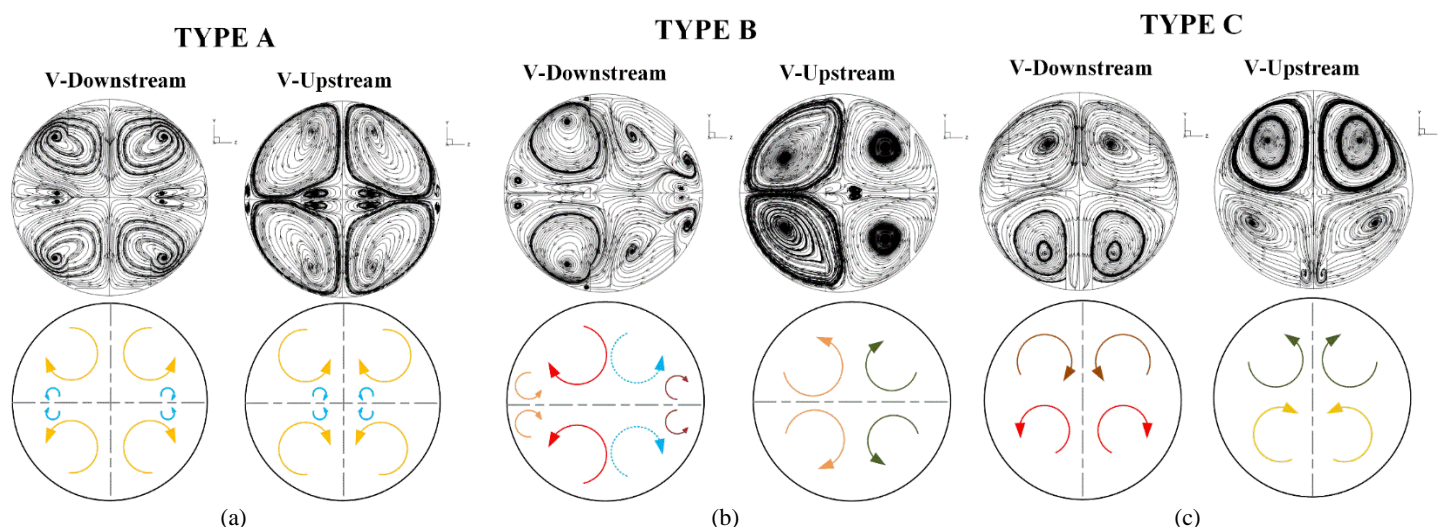 TYPE A
TYPE B
TYPE C
V-Downstream
V-Upstream
V-Downstream
V-Upstream
V-Downstream
V-Upstream
Y
Z
Y
Z
Y
Z
Y
Z
Y
Z
Y
(a)
(b)
(c)